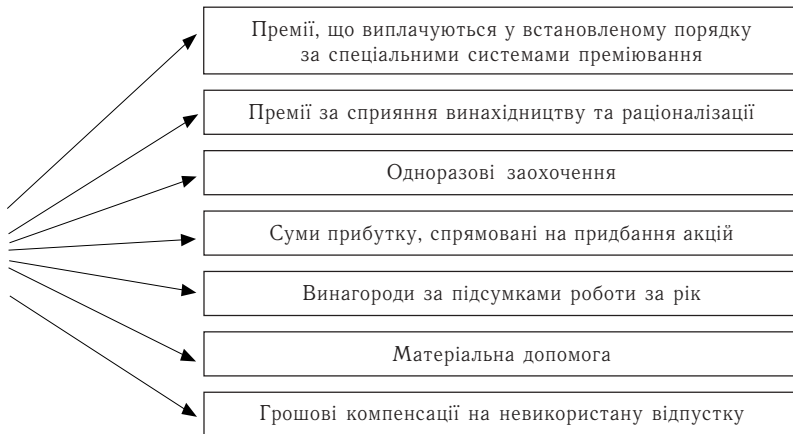 Премії, що виплачуються у встановленому порядку
за спеціальними системами преміювання
Премії за сприяння винахідництву та раціоналізації
Одноразові заохочення
Суми прибутку, спрямовані на придбання акцій
Винагороди за підсумками роботи за рік
Матеріальна допомога
Грошові компенсації на невикористану відпустку